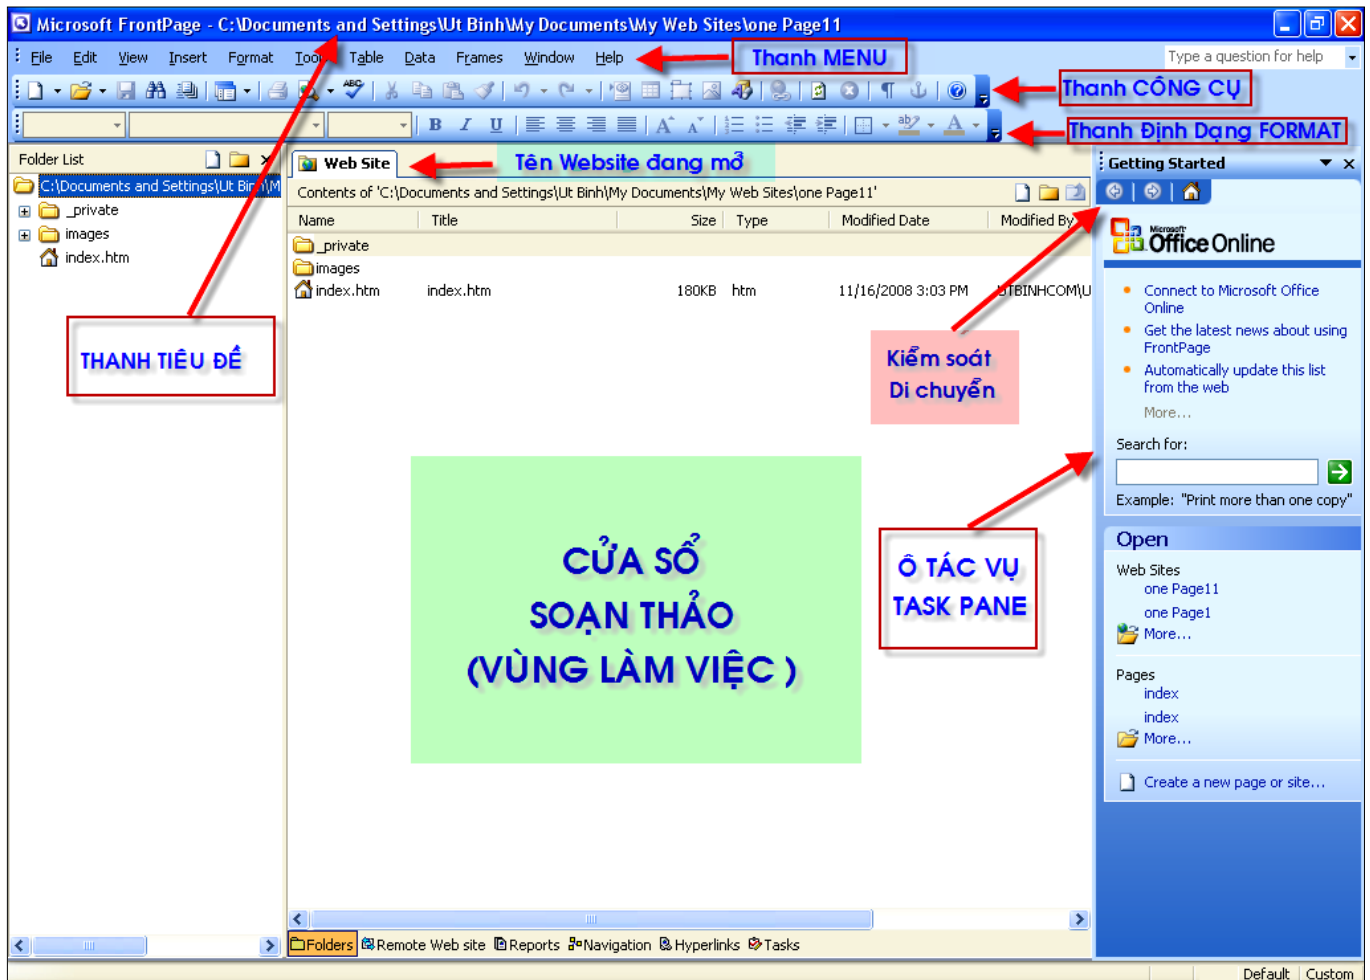 Microsoft FrontPage - C:\Documents and Settings\Ut Binh\My Documents\My Web Sites\one Page11
File Edit View Insert Format Tools Table Data Frames Window Help
Thanh MENU
Type a question for help
Thanh CÔNG CỤ
B I U
Thanh Định Dạng FORMAT
Folder List
Web Site
Tên Website đang mở
Getting Started
C:\Documents and Settings\Ut Binh\M
Contents of 'C:\Documents and Settings\Ut Binh\My Documents\My Web Sites\one Page11'
_private
images
index.htm
Name Title Size Type Modified Date Modified By
_private
images
index.htm index.htm 180KB htm 11/16/2008 3:03 PM UTBINHCOM\U
THANH TIÊU ĐỀ
Kiểm soát
Di chuyển
CỬA SỔ
SOẠN THẢO
(VÙNG LÀM VIỆC )
Ô TÁC VỤ
TASK PANE
Microsoft
Office Online
Connect to Microsoft Office
Online
Get the latest news about using
FrontPage
Automatically update this list
from the web
More...
Search for:
Example: "Print more than one copy"
Open
Web Sites
one Page11
one Page1
More...
Pages
index
index
More...
Create a new page or site...
Folders Remote Web site Reports Navigation Hyperlinks Tasks
Default Custom